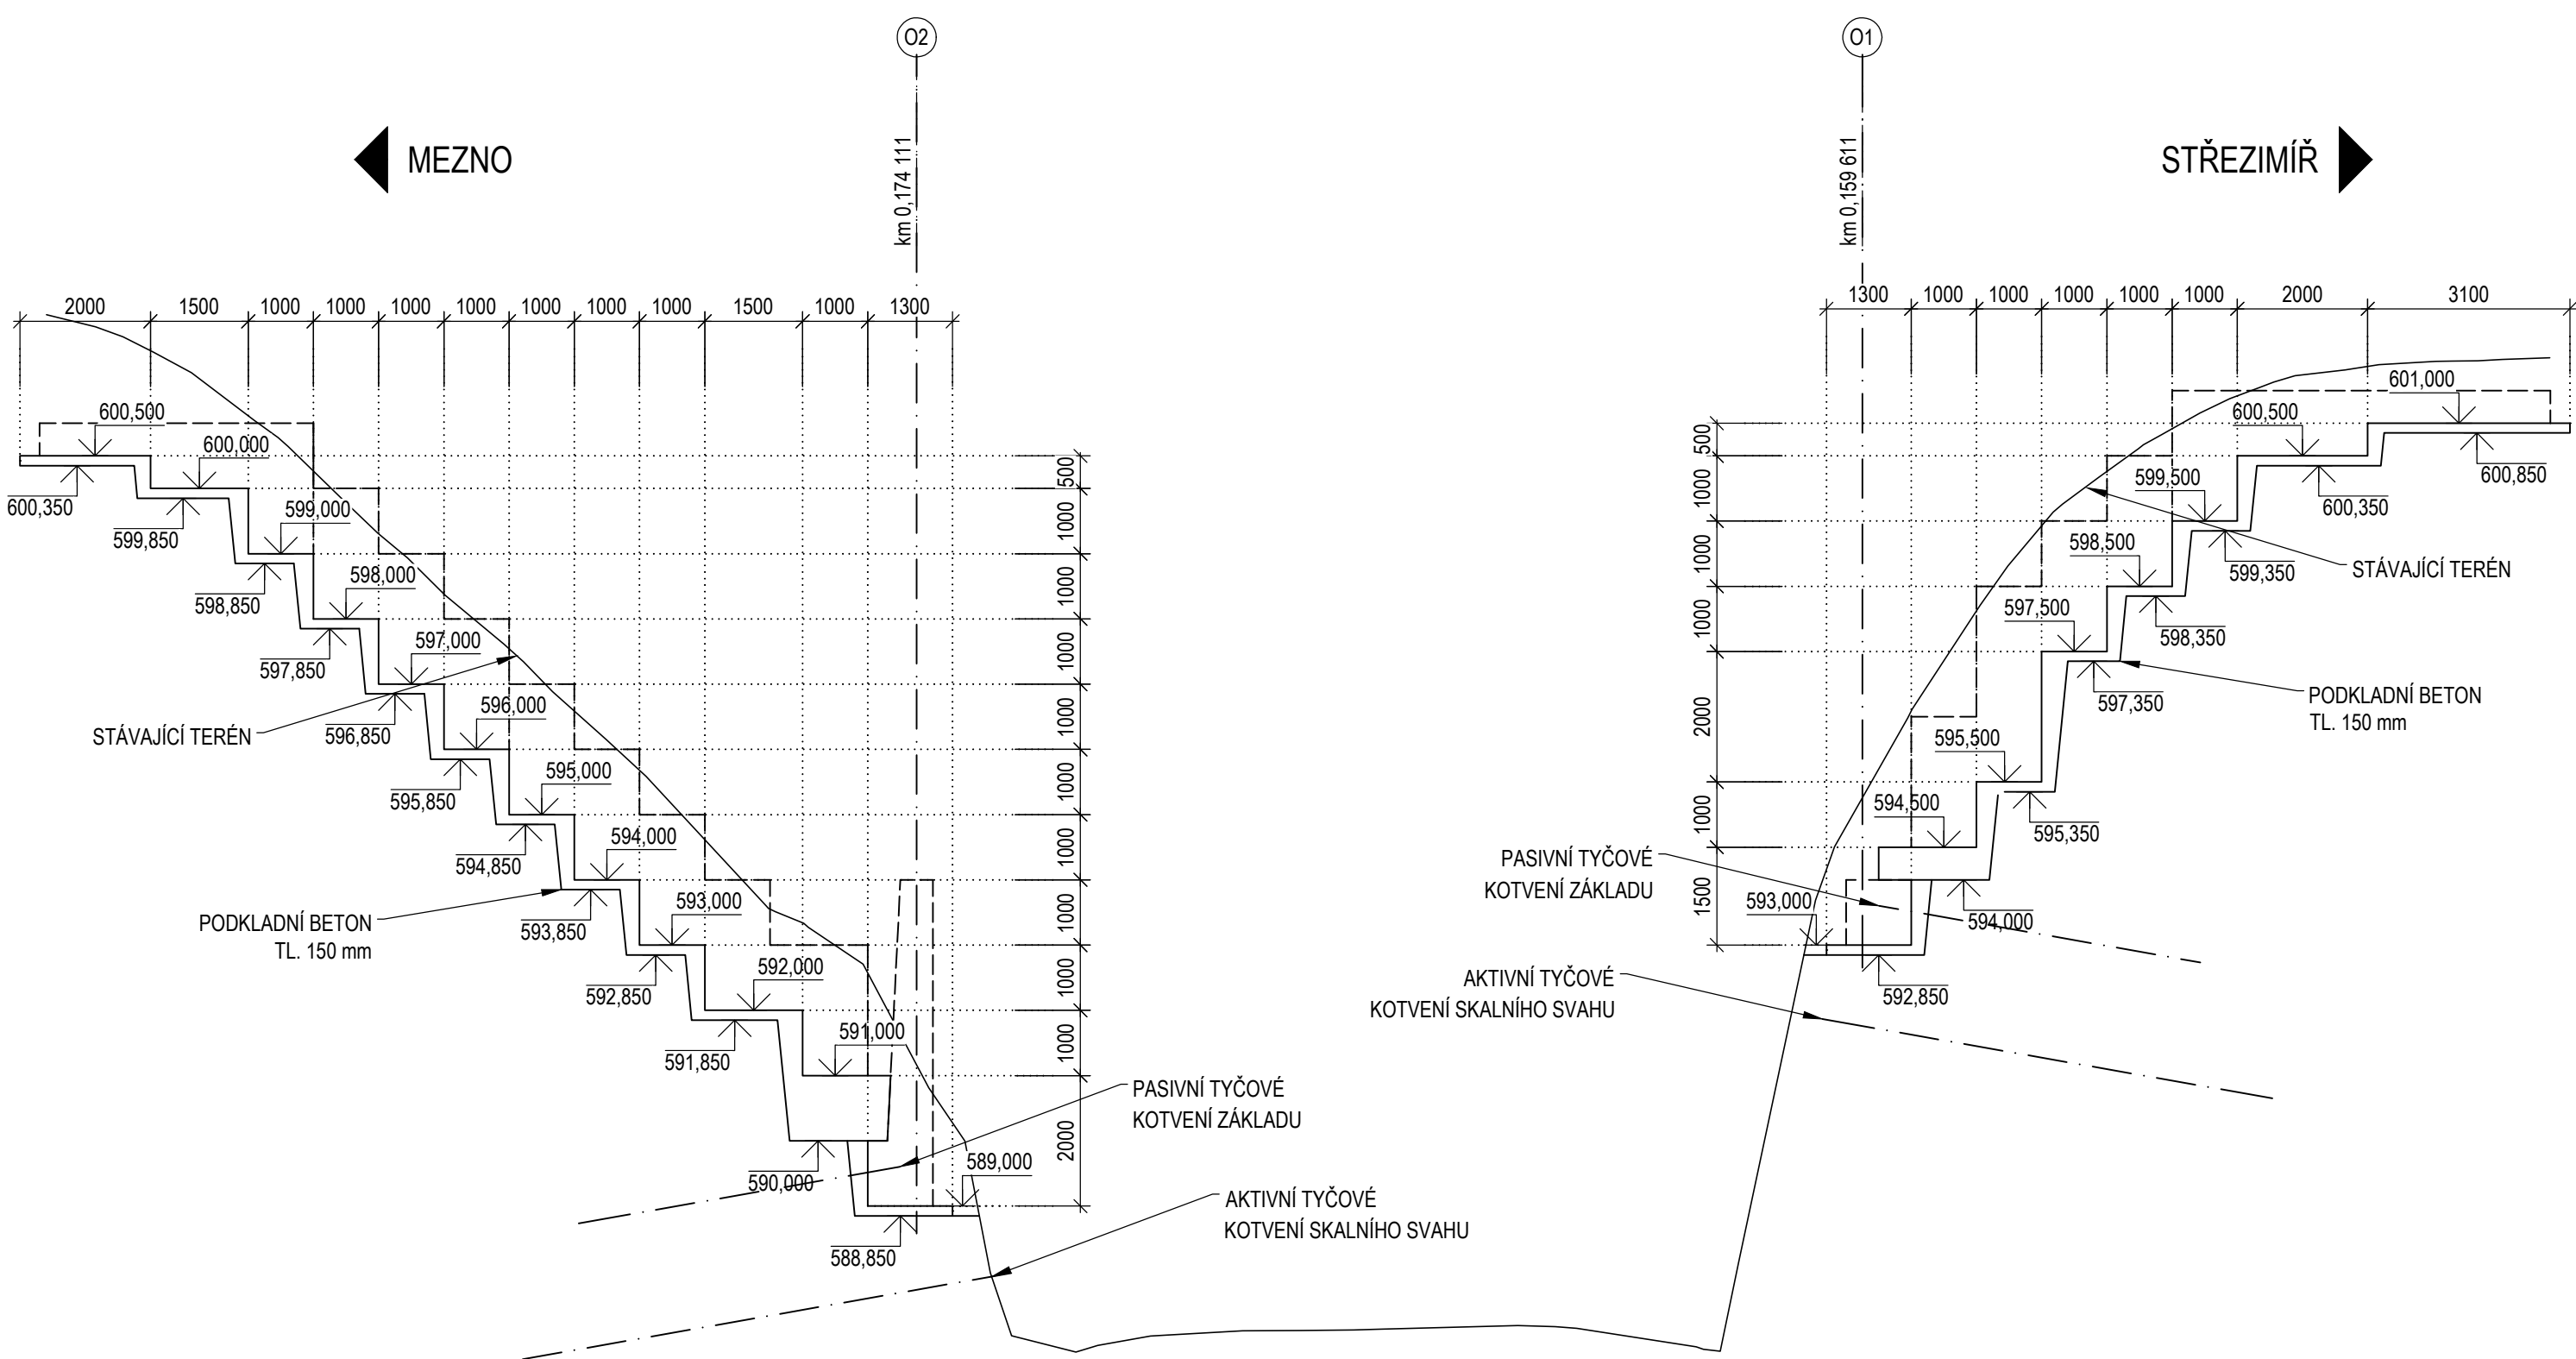 O2
O1
km 0,174 111
km 0,159 611
MEZNO
STŘEZIMÍŘ
2000 1500 1000 1000 1000 1000 1000 1000 1000 1500 1000 1300
1300 1000 1000 1000 1000 1000 2000 3100
600,500
600,000
599,000
598,000
597,000
596,000
595,000
594,000
593,000
592,000
591,000
589,000
600,350
599,850
598,850
597,850
596,850
595,850
594,850
593,850
592,850
591,850
590,000
588,850
500
1000
1000
1000
1000
1000
1000
1000
1000
1000
2000
STÁVAJÍCÍ TERÉN
PODKLADNÍ BETON
TL. 150 mm
PASIVNÍ TYČOVÉ
KOTVENÍ ZÁKLADU
AKTIVNÍ TYČOVÉ
KOTVENÍ SKALNÍHO SVAHU
500
1000
1000
1000
2000
1000
1500
601,000
600,500
599,500
598,500
597,500
595,500
594,500
593,000
600,850
600,350
599,350
598,350
597,350
595,350
594,000
592,850
STÁVAJÍCÍ TERÉN
PODKLADNÍ BETON
TL. 150 mm
PASIVNÍ TYČOVÉ
KOTVENÍ ZÁKLADU
AKTIVNÍ TYČOVÉ
KOTVENÍ SKALNÍHO SVAHU